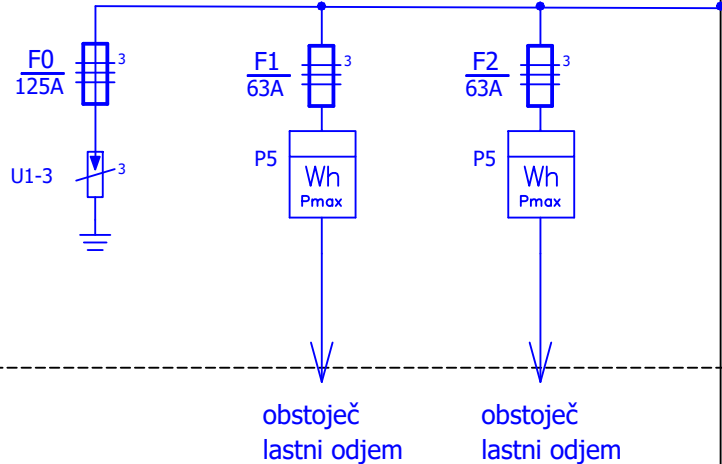 F0
125A
3
F1
63A
3
F2
63A
3
U1-3
3
P5
Wh
Pmax
P5
Wh
Pmax
obstoječ
lastni odjem
obstoječ
lastni odjem